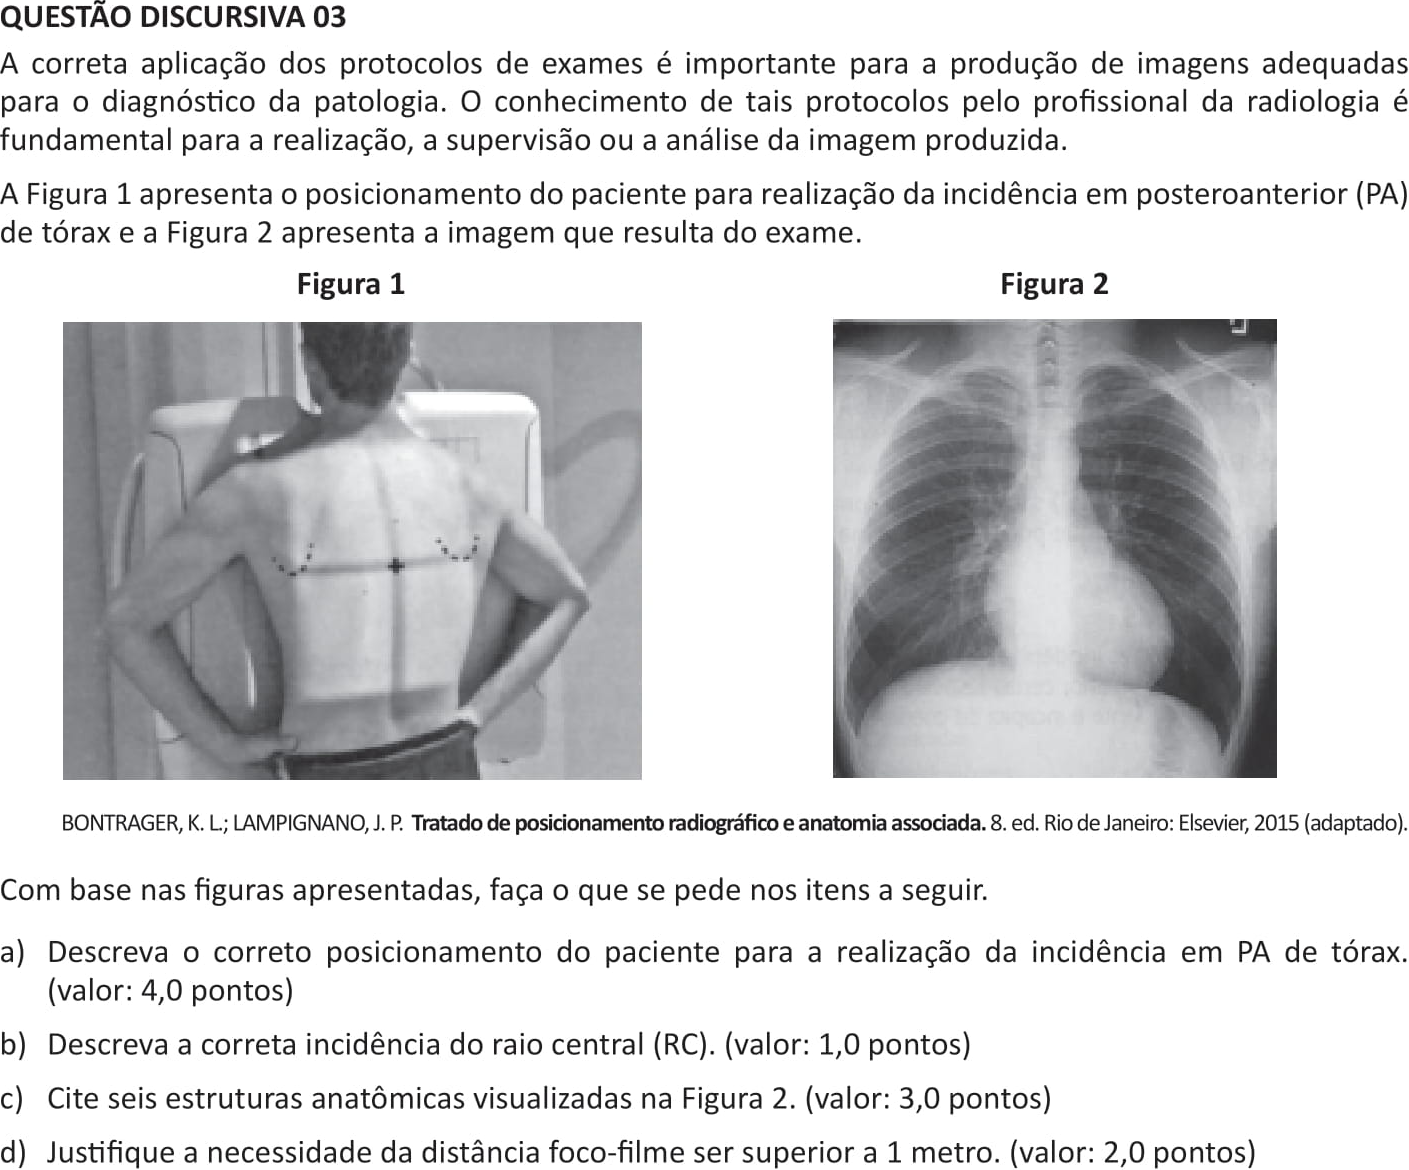 QUESTÃO DISCURSIVA 03
A correta aplicação dos protocolos de exames é importante para a produção de imagens adequadas
para o diagnóstico da patologia. O conhecimento de tais protocolos pelo profissional da radiologia é
fundamental para a realização, a supervisão ou a análise da imagem produzida.
A Figura 1 apresenta o posicionamento do paciente para realização da incidência em posteroanterior (PA)
de tórax e a Figura 2 apresenta a imagem que resulta do exame.
Figura 1
Figura 2
BONTRAGER, K. L.; LAMPIGNANO, J. P. Tratado de posicionamento radiográfico e anatomia associada. 8. ed. Rio de Janeiro: Elsevier, 2015 (adaptado).
Com base nas figuras apresentadas, faça o que se pede nos itens a seguir.
a) Descreva o correto posicionamento do paciente para a realização da incidência em PA de tórax.
(valor: 4,0 pontos)
b) Descreva a correta incidência do raio central (RC). (valor: 1,0 pontos)
c) Cite seis estruturas anatômicas visualizadas na Figura 2. (valor: 3,0 pontos)
d) Justifique a necessidade da distância foco-filme ser superior a 1 metro. (valor: 2,0 pontos)